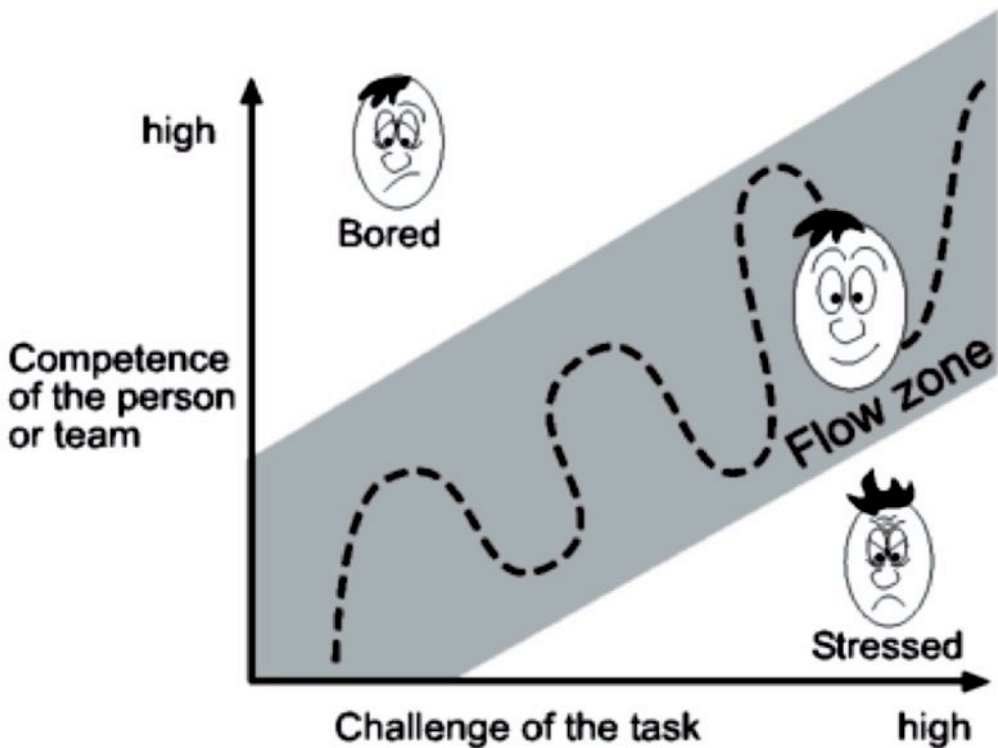 high
Bored
Competence
of the person
or team
Flow zone
Stressed
Challenge of the task
high